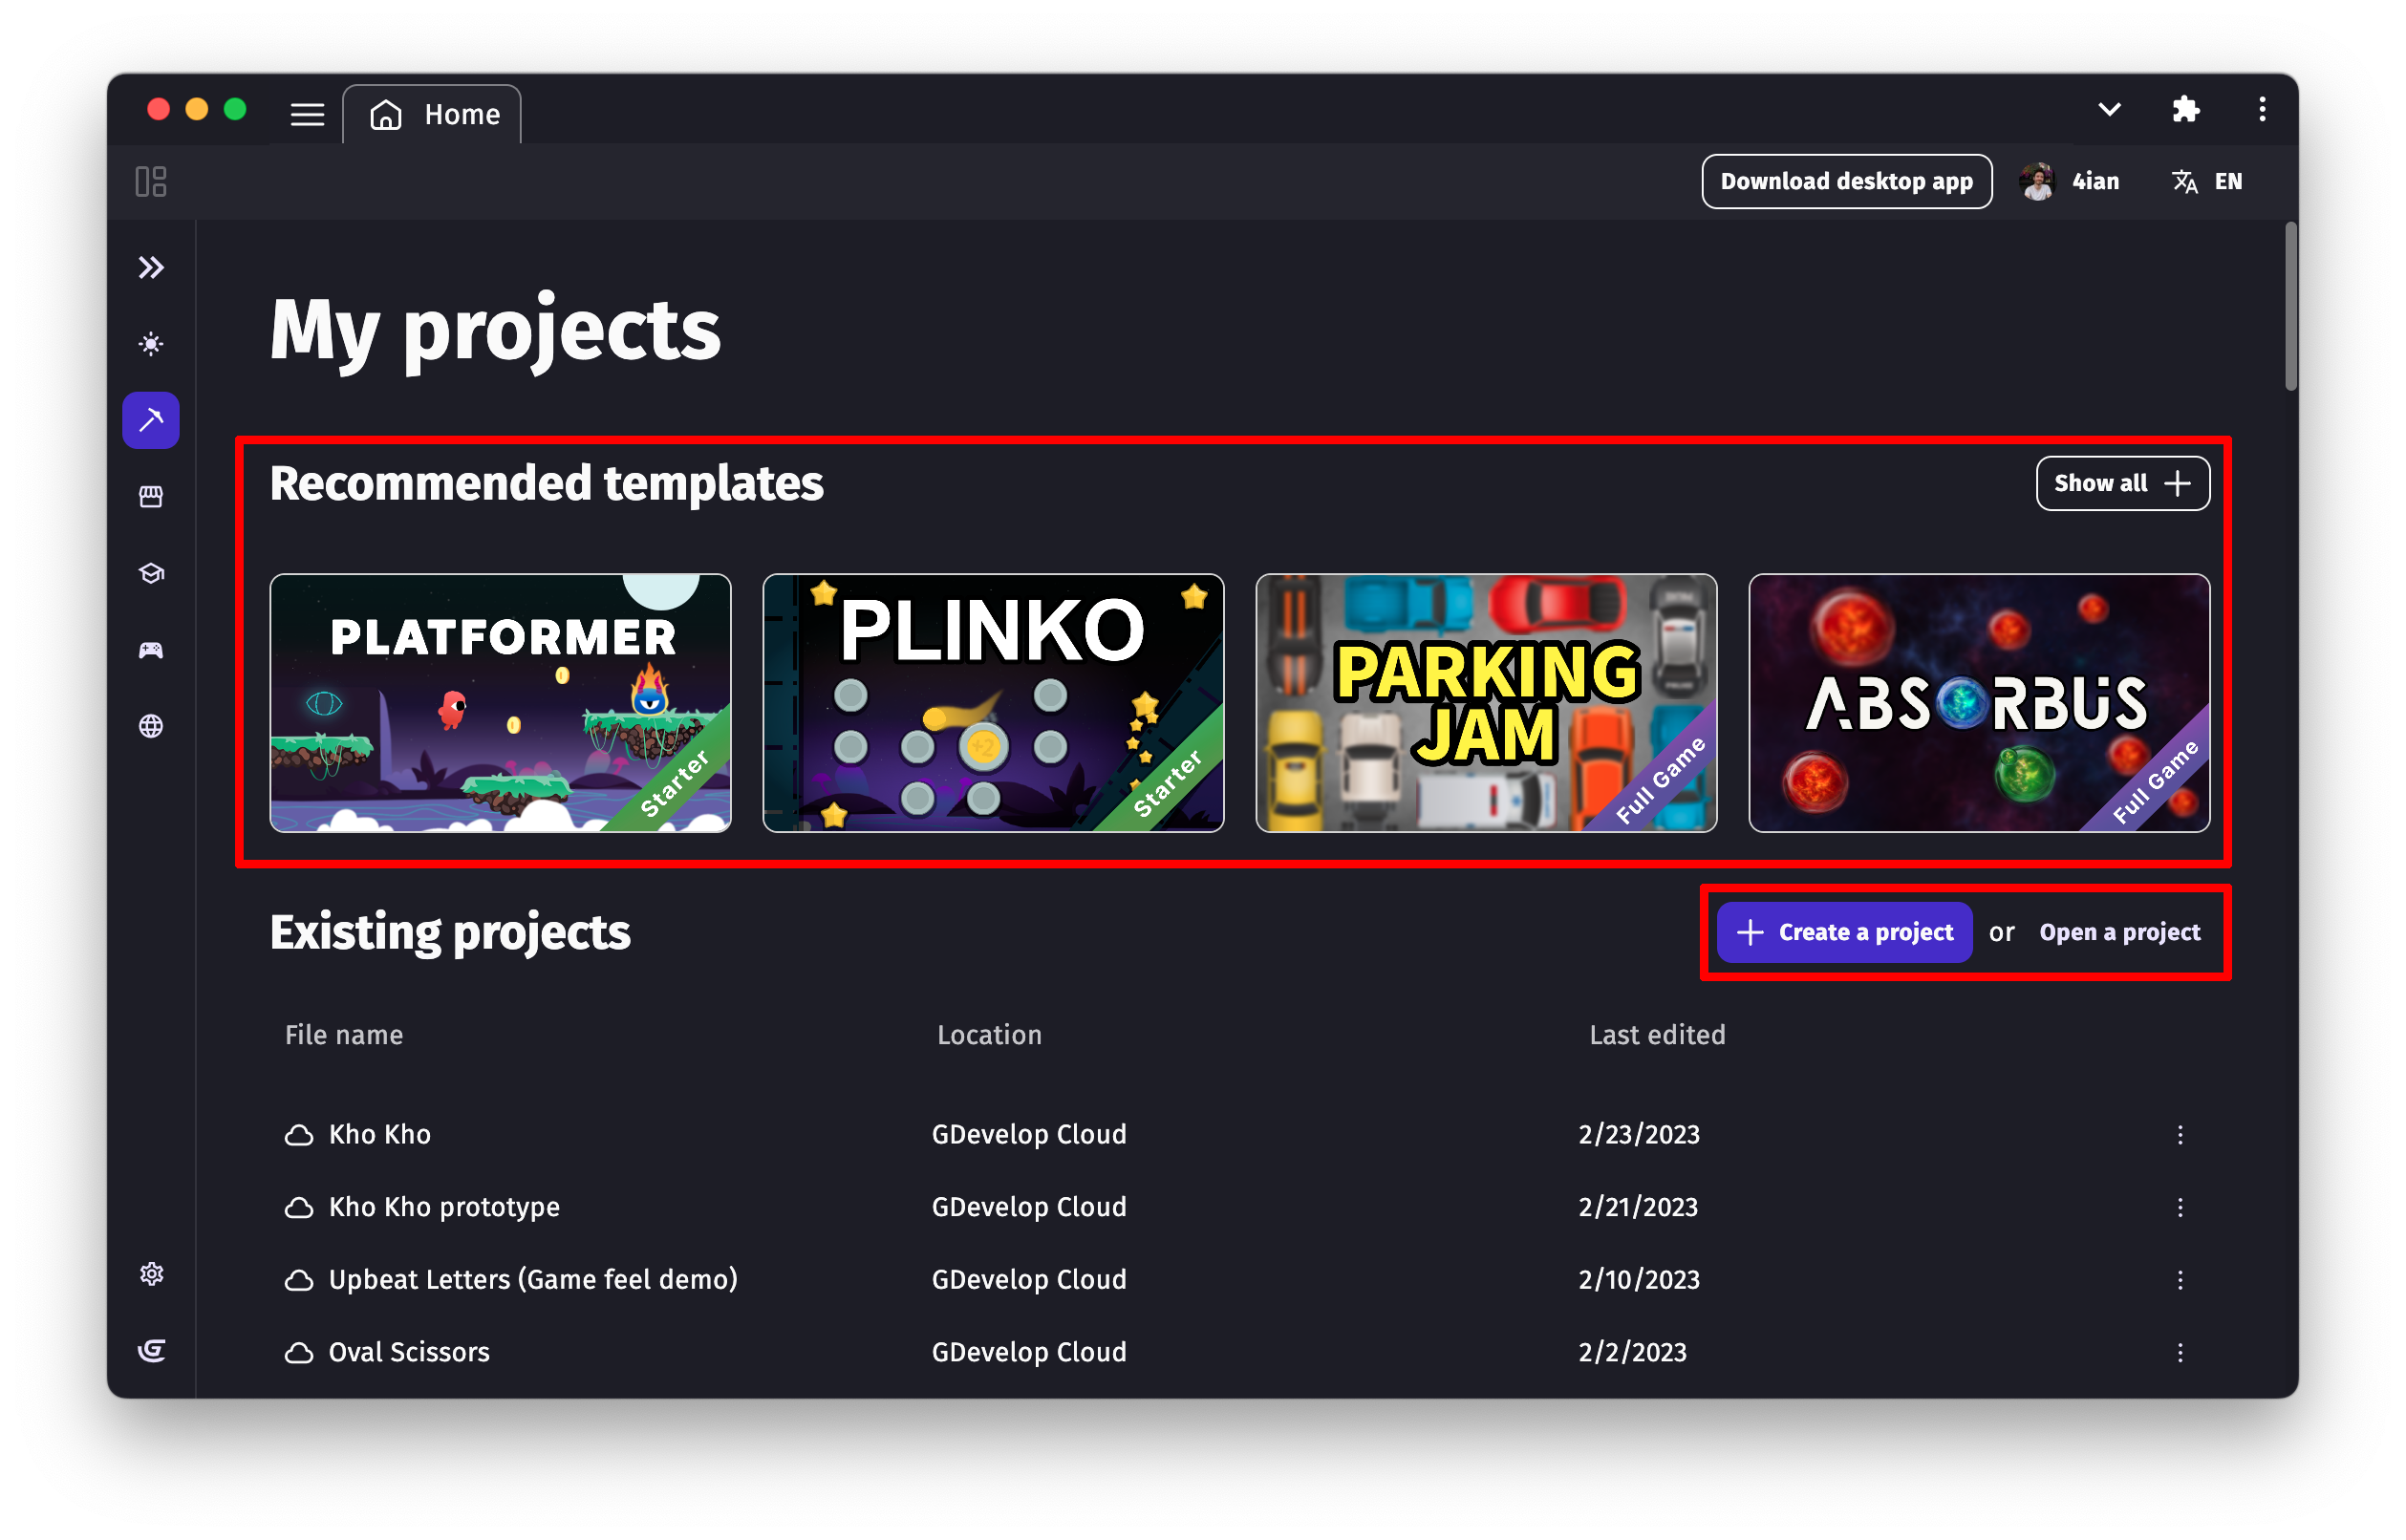 Home
Download desktop app
4ian
EN
My projects
Recommended templates
Show all
PLATFORMER
Starter
PLINKO
+2
Starter
PARKING
JAM
Full Game
ABSORBUS
Full Game
Existing projects
Create a project or Open a project
File name Location Last edited
Kho Kho GDevelop Cloud 2/23/2023
Kho Kho prototype GDevelop Cloud 2/21/2023
Upbeat Letters (Game feel demo) GDevelop Cloud 2/10/2023
Oval Scissors GDevelop Cloud 2/2/2023